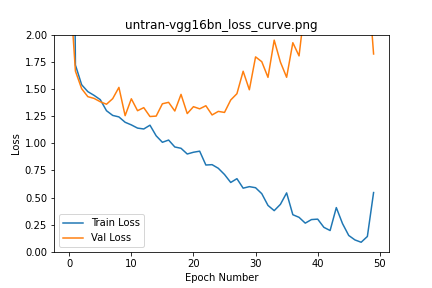 untran-vgg16bn_loss_curve.png
2.00
1.75
1.50
1.25
1.00
0.75
0.50
0.25
0.00
Loss
Train Loss
Val Loss
0 10 20 30 40 50
Epoch Number